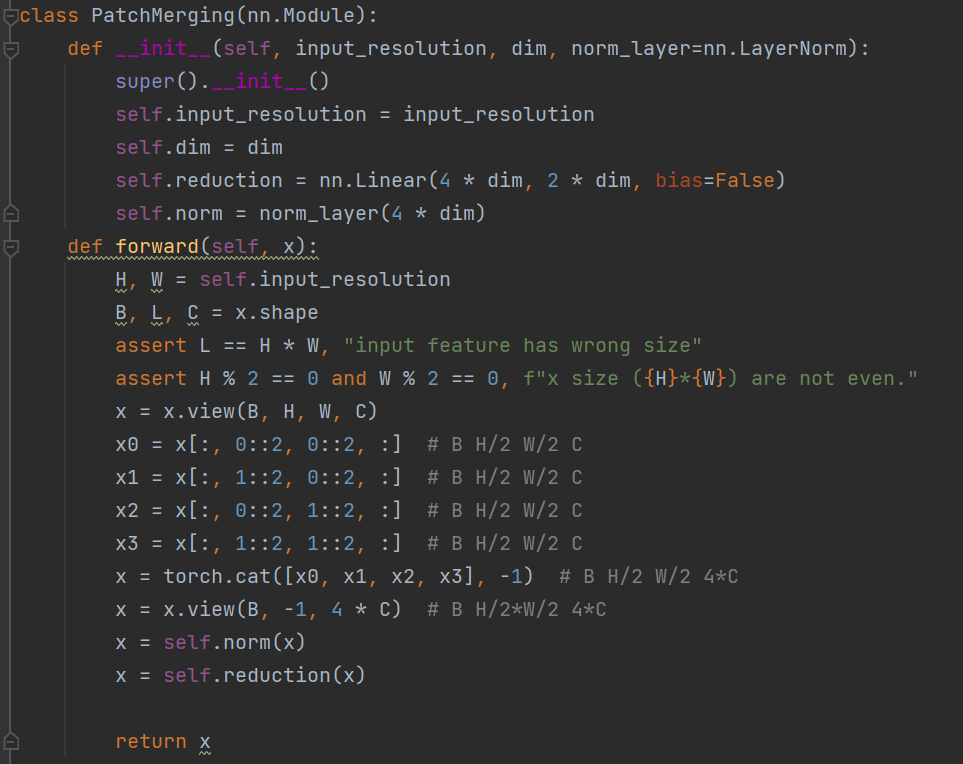 class PatchMerging(nn.Module):
    def __init__(self, input_resolution, dim, norm_layer=nn.LayerNorm):
        super().__init__()
        self.input_resolution = input_resolution
        self.dim = dim
        self.reduction = nn.Linear(4 * dim, 2 * dim, bias=False)
        self.norm = norm_layer(4 * dim)
    def forward(self, x):
        H, W = self.input_resolution
        B, L, C = x.shape
        assert L == H * W, "input feature has wrong size"
        assert H % 2 == 0 and W % 2 == 0, f"x size ({H}*{W}) are not even."
        x = x.view(B, H, W, C)
        x0 = x[:, 0::2, 0::2, :]  # B H/2 W/2 C
        x1 = x[:, 1::2, 0::2, :]  # B H/2 W/2 C
        x2 = x[:, 0::2, 1::2, :]  # B H/2 W/2 C
        x3 = x[:, 1::2, 1::2, :]  # B H/2 W/2 C
        x = torch.cat([x0, x1, x2, x3], -1)  # B H/2 W/2 4*C
        x = x.view(B, -1, 4 * C)  # B H/2*W/2 4*C
        x = self.norm(x)
        x = self.reduction(x)

        return x